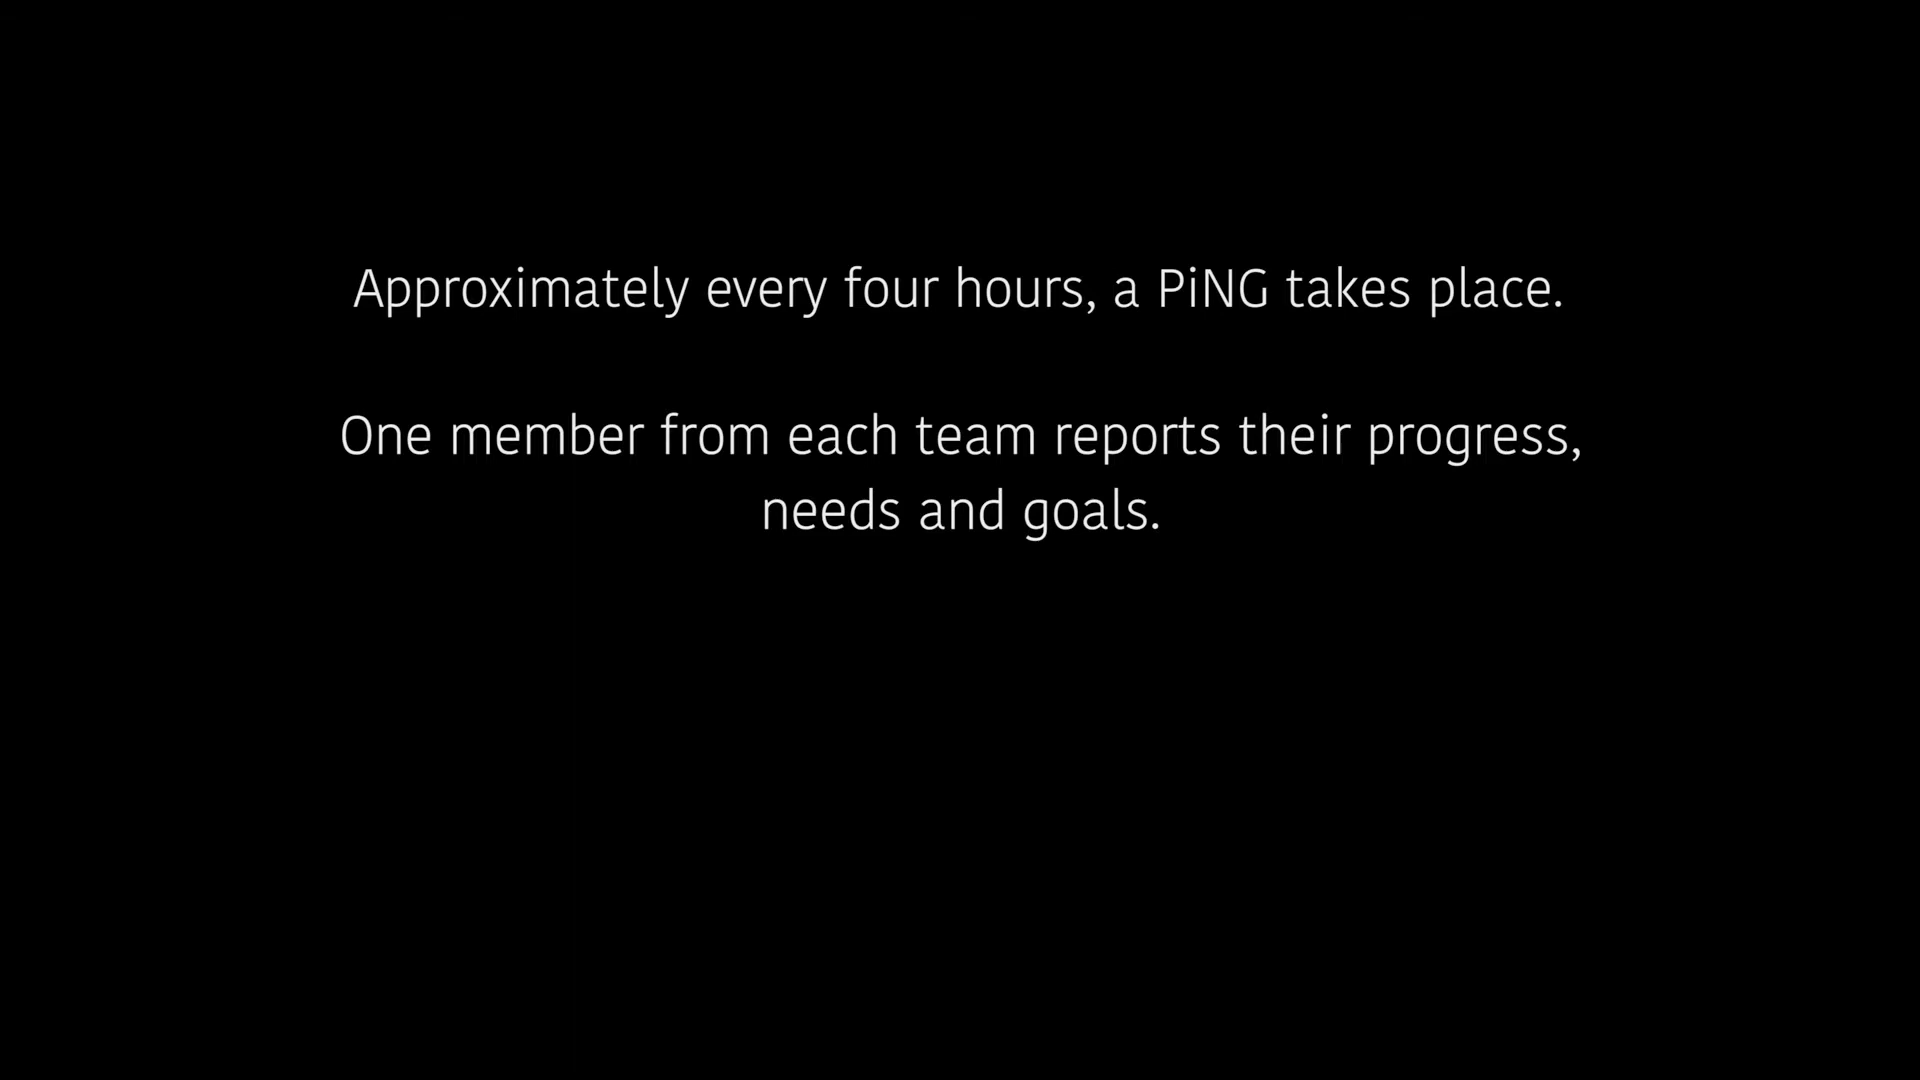 Approximately every four hours, a PiNG takes place.
One member from each team reports their progress,
needs and goals.